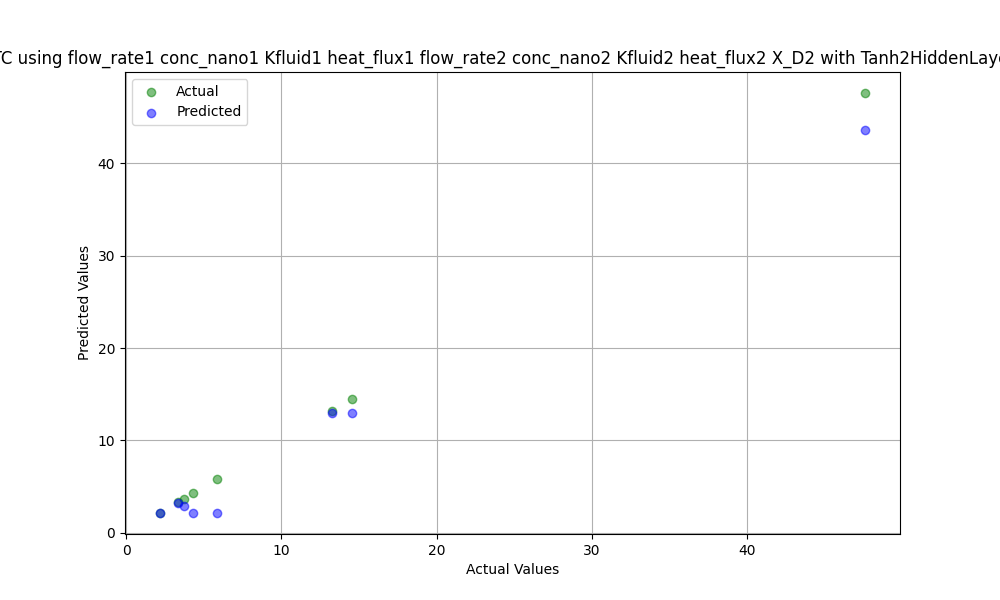 TC using flow_rate1 conc_nano1 Kfluid1 heat_flux1 flow_rate2 conc_nano2 Kfluid2 heat_flux2 X_D2 with Tanh2HiddenLaye
Actual
Predicted
Predicted Values
40
30
20
10
0
0 10 20 30 40
Actual Values